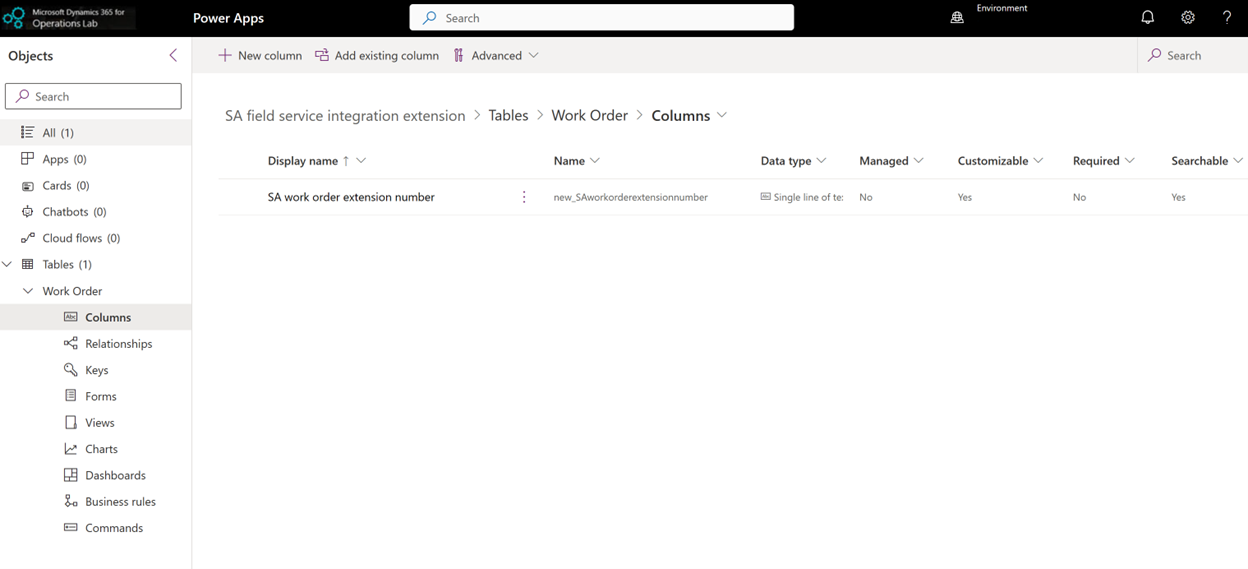 Microsoft Dynamics 365 for
Operations Lab
Power Apps
Search
Environment
?
Objects
Search
All (1)
Apps (0)
Cards (0)
Chatbots (0)
Cloud flows (0)
Tables (1)
Work Order
Abc Columns
Relationships
Keys
Forms
Views
Charts
Dashboards
Business rules
Commands
New column Add existing column Advanced Search
SA field service integration extension > Tables > Work Order > Columns
Display name ↑ Name Data type Managed Customizable Required Searchable
SA work order extension number new_SAworkorderextensionnumber Abc Single line of te: No Yes No Yes